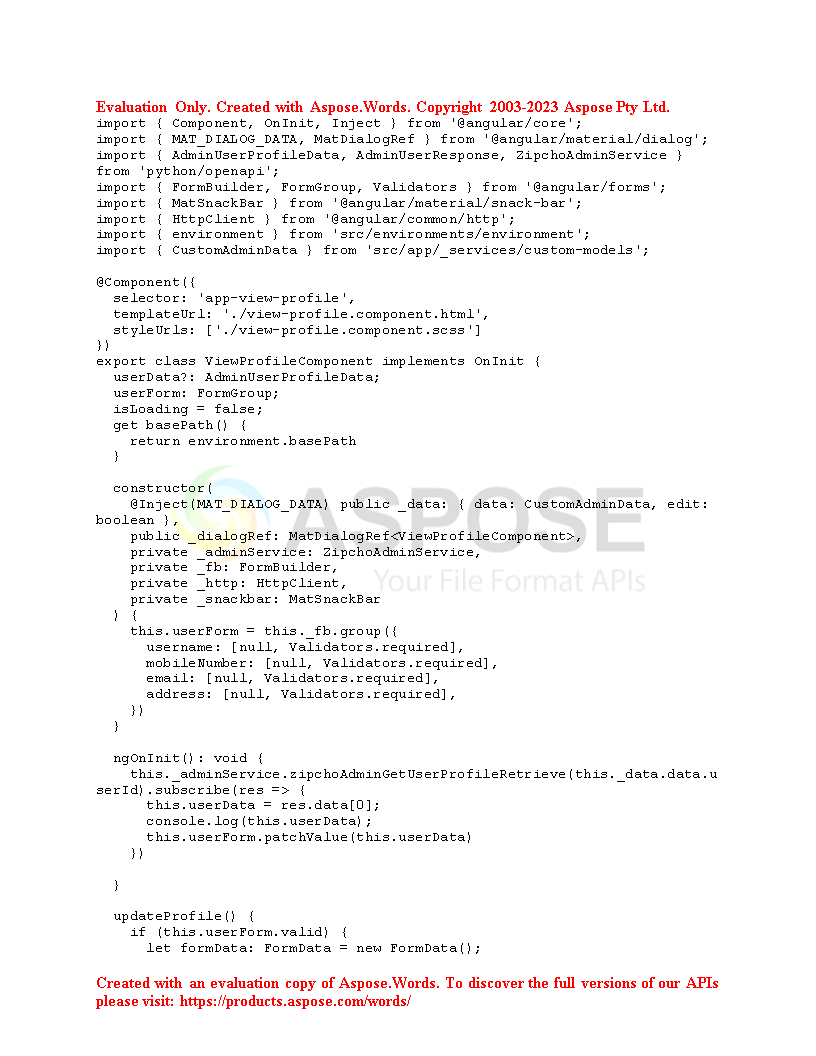 Evaluation Only. Created with Aspose.Words. Copyright 2003-2023 Aspose Pty Ltd.
import { Component, OnInit, Inject } from '@angular/core';
import { MAT_DIALOG_DATA, MatDialogRef } from '@angular/material/dialog';
import { AdminUserProfileData, AdminUserResponse, ZipchoAdminService }
from 'python/openapi';
import { FormBuilder, FormGroup, Validators } from '@angular/forms';
import { MatSnackBar } from '@angular/material/snack-bar';
import { HttpClient } from '@angular/common/http';
import { environment } from 'src/environments/environment';
import { CustomAdminData } from 'src/app/_services/custom-models';

@Component({
  selector: 'app-view-profile',
  templateUrl: './view-profile.component.html',
  styleUrls: ['./view-profile.component.scss']
})
export class ViewProfileComponent implements OnInit {
  userData?: AdminUserProfileData;
  userForm: FormGroup;
  isLoading = false;
  get basePath() {
    return environment.basePath
  }

  constructor(
    @Inject(MAT_DIALOG_DATA) public _data: { data: CustomAdminData, edit:
boolean },
    public _dialogRef: MatDialogRef<ViewProfileComponent>,
    private _adminService: ZipchoAdminService,
    private _fb: FormBuilder,
    private _http: HttpClient,
    private _snackbar: MatSnackBar
  ) {
    this.userForm = this._fb.group({
      username: [null, Validators.required],
      mobileNumber: [null, Validators.required],
      email: [null, Validators.required],
      address: [null, Validators.required],
    })
  }

  ngOnInit(): void {
    this._adminService.zipchoAdminGetUserProfileRetrieve(this._data.data.u
serId).subscribe(res => {
      this.userData = res.data[0];
      console.log(this.userData);
      this.userForm.patchValue(this.userData)
    })

  }

  updateProfile() {
    if (this.userForm.valid) {
      let formData: FormData = new FormData();
ASPOSE
Your File Format APIs
Created with an evaluation copy of Aspose.Words. To discover the full versions of our APIs
please visit: https://products.aspose.com/words/